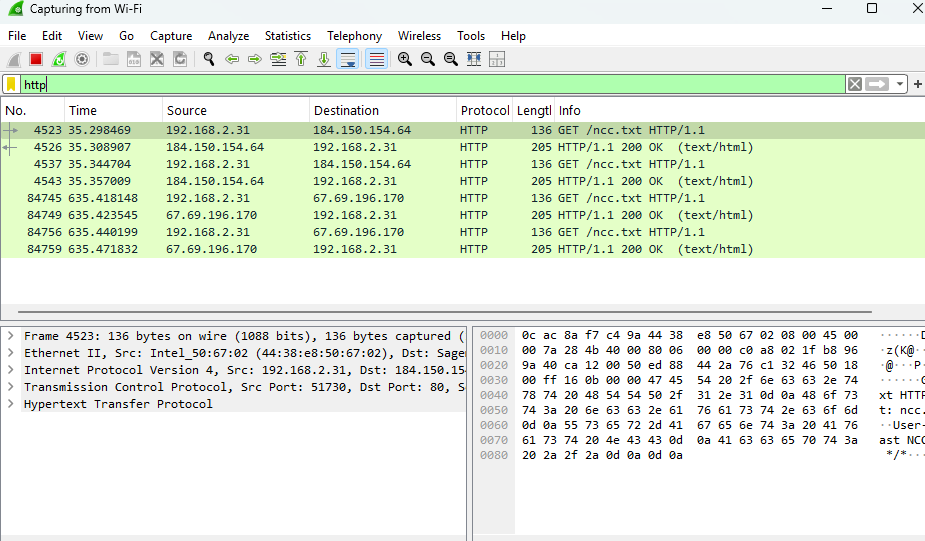 Capturing from Wi-Fi
File Edit View Go Capture Analyze Statistics Telephony Wireless Tools Help
http
No. Time Source Destination Protocol Lengtl Info
4523 35.298469 192.168.2.31 184.150.154.64 HTTP 136 GET /ncc.txt HTTP/1.1
4526 35.308907 184.150.154.64 192.168.2.31 HTTP 205 HTTP/1.1 200 OK (text/html)
4537 35.344704 192.168.2.31 184.150.154.64 HTTP 136 GET /ncc.txt HTTP/1.1
4543 35.357009 184.150.154.64 192.168.2.31 HTTP 205 HTTP/1.1 200 OK (text/html)
84745 635.418148 192.168.2.31 67.69.196.170 HTTP 136 GET /ncc.txt HTTP/1.1
84749 635.423545 67.69.196.170 192.168.2.31 HTTP 205 HTTP/1.1 200 OK (text/html)
84756 635.440199 192.168.2.31 67.69.196.170 HTTP 136 GET /ncc.txt HTTP/1.1
84759 635.471832 67.69.196.170 192.168.2.31 HTTP 205 HTTP/1.1 200 OK (text/html)
Frame 4523: 136 bytes on wire (1088 bits), 136 bytes captured (
Ethernet II, Src: Intel_50:67:02 (44:38:e8:50:67:02), Dst: Sage
Internet Protocol Version 4, Src: 192.168.2.31, Dst: 184.150.15
Transmission Control Protocol, Src Port: 51730, Dst Port: 80, S
Hypertext Transfer Protocol
0000 0c ac 8a f7 c4 9a 44 38 e8 50 67 02 08 00 45 00 ······D
0010 00 7a 28 4b 40 00 80 06 00 00 c0 a8 02 1f b8 96 ·z(K@··
0020 9a 40 ca 12 00 50 ed 88 44 2a 76 c1 32 46 50 18 ·@···P·
0030 00 ff 16 0b 00 00 47 45 54 20 2f 6e 63 63 2e 74 ······G
0040 78 74 20 48 54 54 50 2f 31 2e 31 0d 0a 48 6f 73 xt HTTP
0050 74 3a 20 6e 63 63 2e 61 76 61 73 74 2e 63 6f 6d t: ncc.
0060 0d 0a 55 73 65 72 2d 41 67 65 6e 74 3a 20 41 76 ··User-
0070 61 73 74 20 4e 43 43 0d 0a 41 63 63 65 70 74 3a ast NCC
0080 20 2a 2f 2a 0d 0a 0d 0a */*···